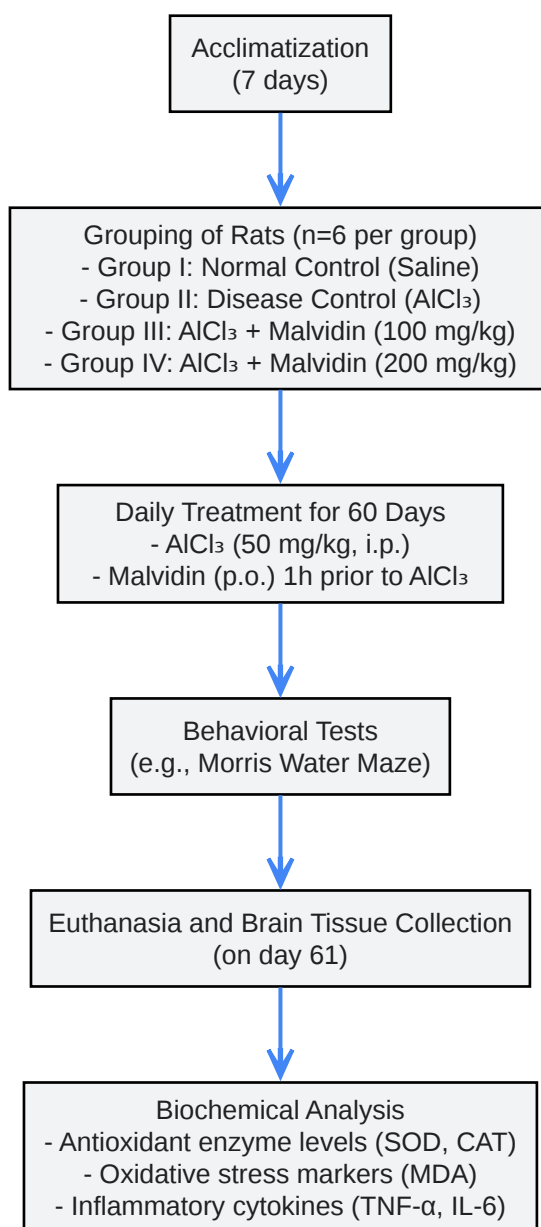 Acclimatization
(7 days)
Grouping of Rats (n=6 per group)
- Group I: Normal Control (Saline)
- Group II: Disease Control (AlCl₃)
- Group III: AlCl₃ + Malvidin (100 mg/kg)
- Group IV: AlCl₃ + Malvidin (200 mg/kg)
Daily Treatment for 60 Days
- AlCl₃ (50 mg/kg, i.p.)
- Malvidin (p.o.) 1h prior to AlCl₃
Behavioral Tests
(e.g., Morris Water Maze)
Euthanasia and Brain Tissue Collection
(on day 61)
Biochemical Analysis
- Antioxidant enzyme levels (SOD, CAT)
- Oxidative stress markers (MDA)
- Inflammatory cytokines (TNF-α, IL-6)